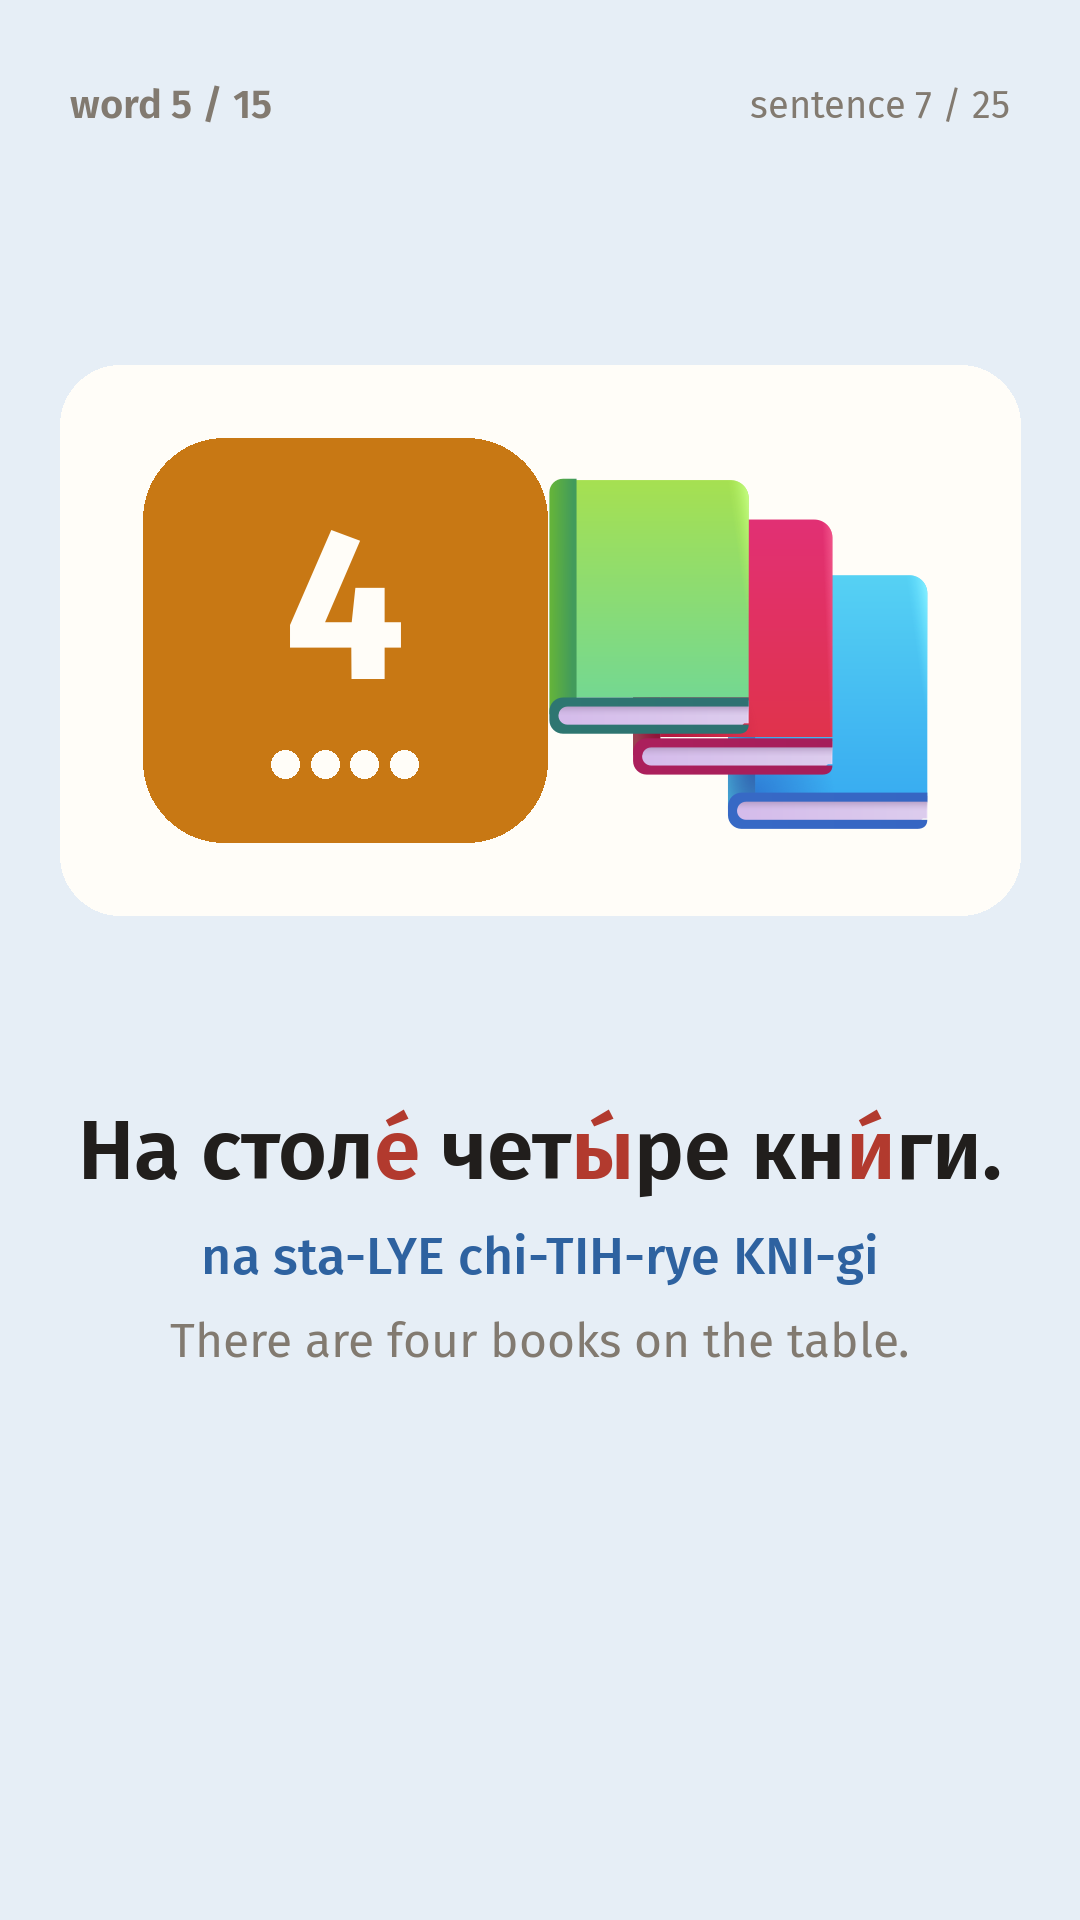 word 5 / 15
sentence 7 / 25
4
На столе́ четы́ре кни́ги.
na sta-LYE chi-TIH-rye KNI-gi
There are four books on the table.